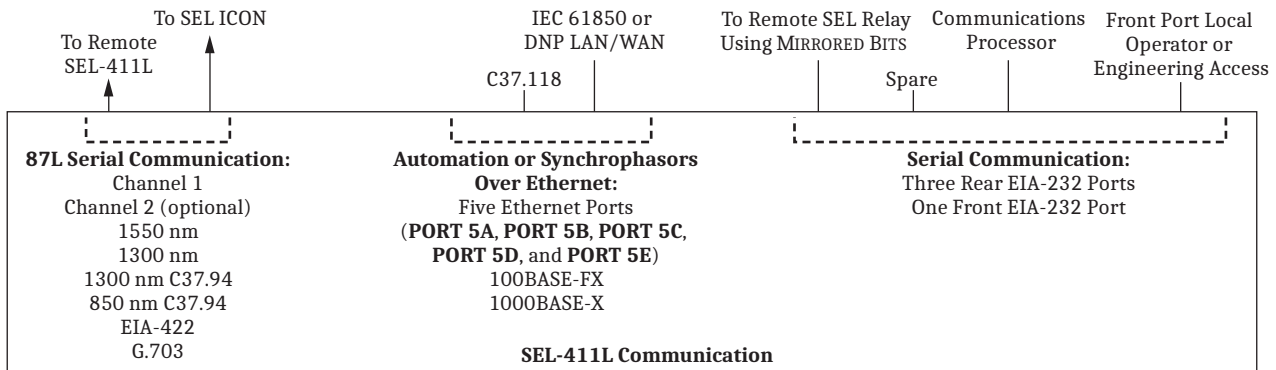 To Remote
SEL-411L
To SEL ICON
C37.118
IEC 61850 or
DNP LAN/WAN
To Remote SEL Relay
Using MIRRORED BITS
Spare
Communications
Processor
Front Port Local
Operator or
Engineering Access
87L Serial Communication:
Channel 1
Channel 2 (optional)
1550 nm
1300 nm
1300 nm C37.94
850 nm C37.94
EIA-422
G.703
Automation or Synchrophasors
Over Ethernet:
Five Ethernet Ports
(PORT 5A, PORT 5B, PORT 5C,
PORT 5D, and PORT 5E)
100BASE-FX
1000BASE-X
Serial Communication:
Three Rear EIA-232 Ports
One Front EIA-232 Port
SEL-411L Communication